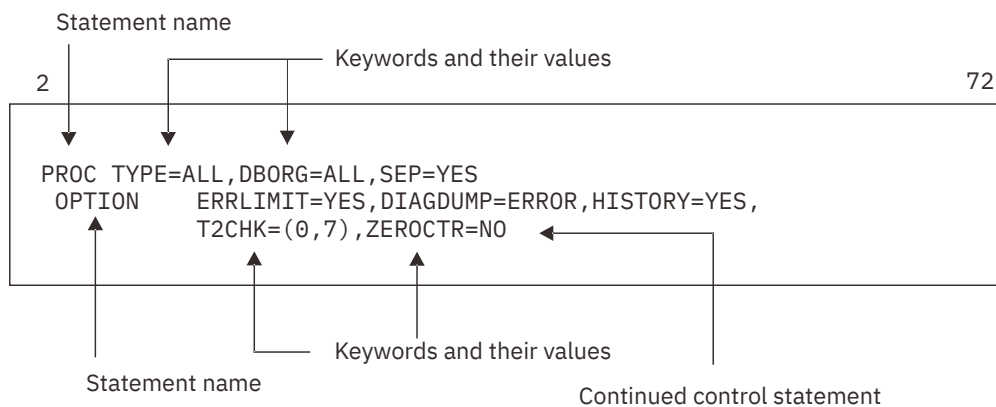 Statement name
Keywords and their values
2 72
PROC TYPE=ALL,DBORG=ALL,SEP=YES
OPTION ERRLIMIT=YES,DIAGDUMP=ERROR,HISTORY=YES,
T2CHK=(0,7),ZEROCTR=NO
Keywords and their values
Statement name
Continued control statement